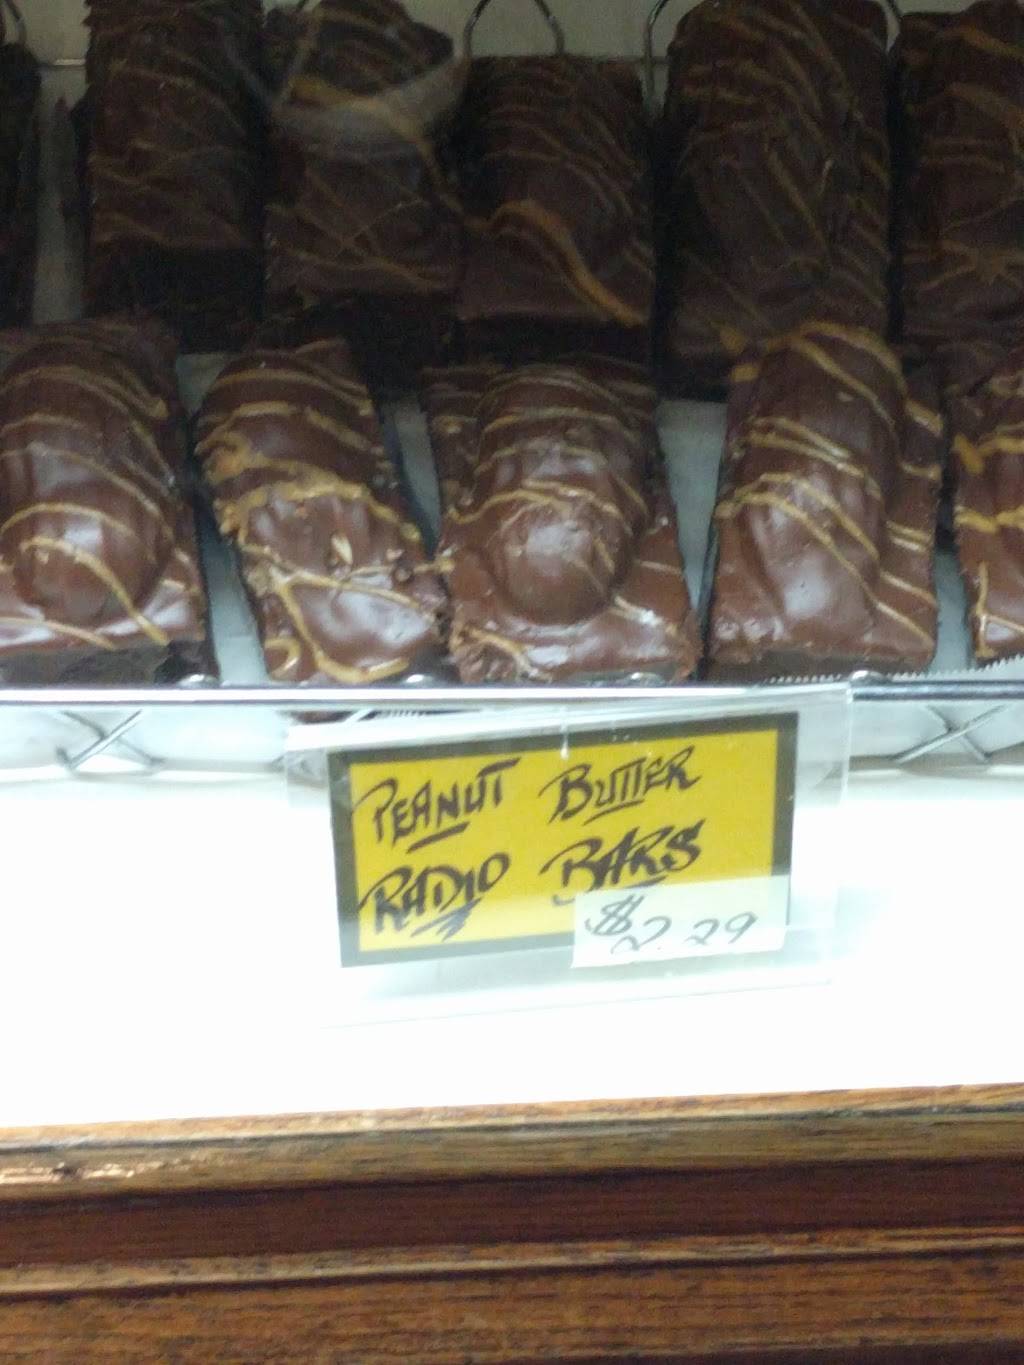 PEANUT BUTTER
RADIO BARS
$2.29